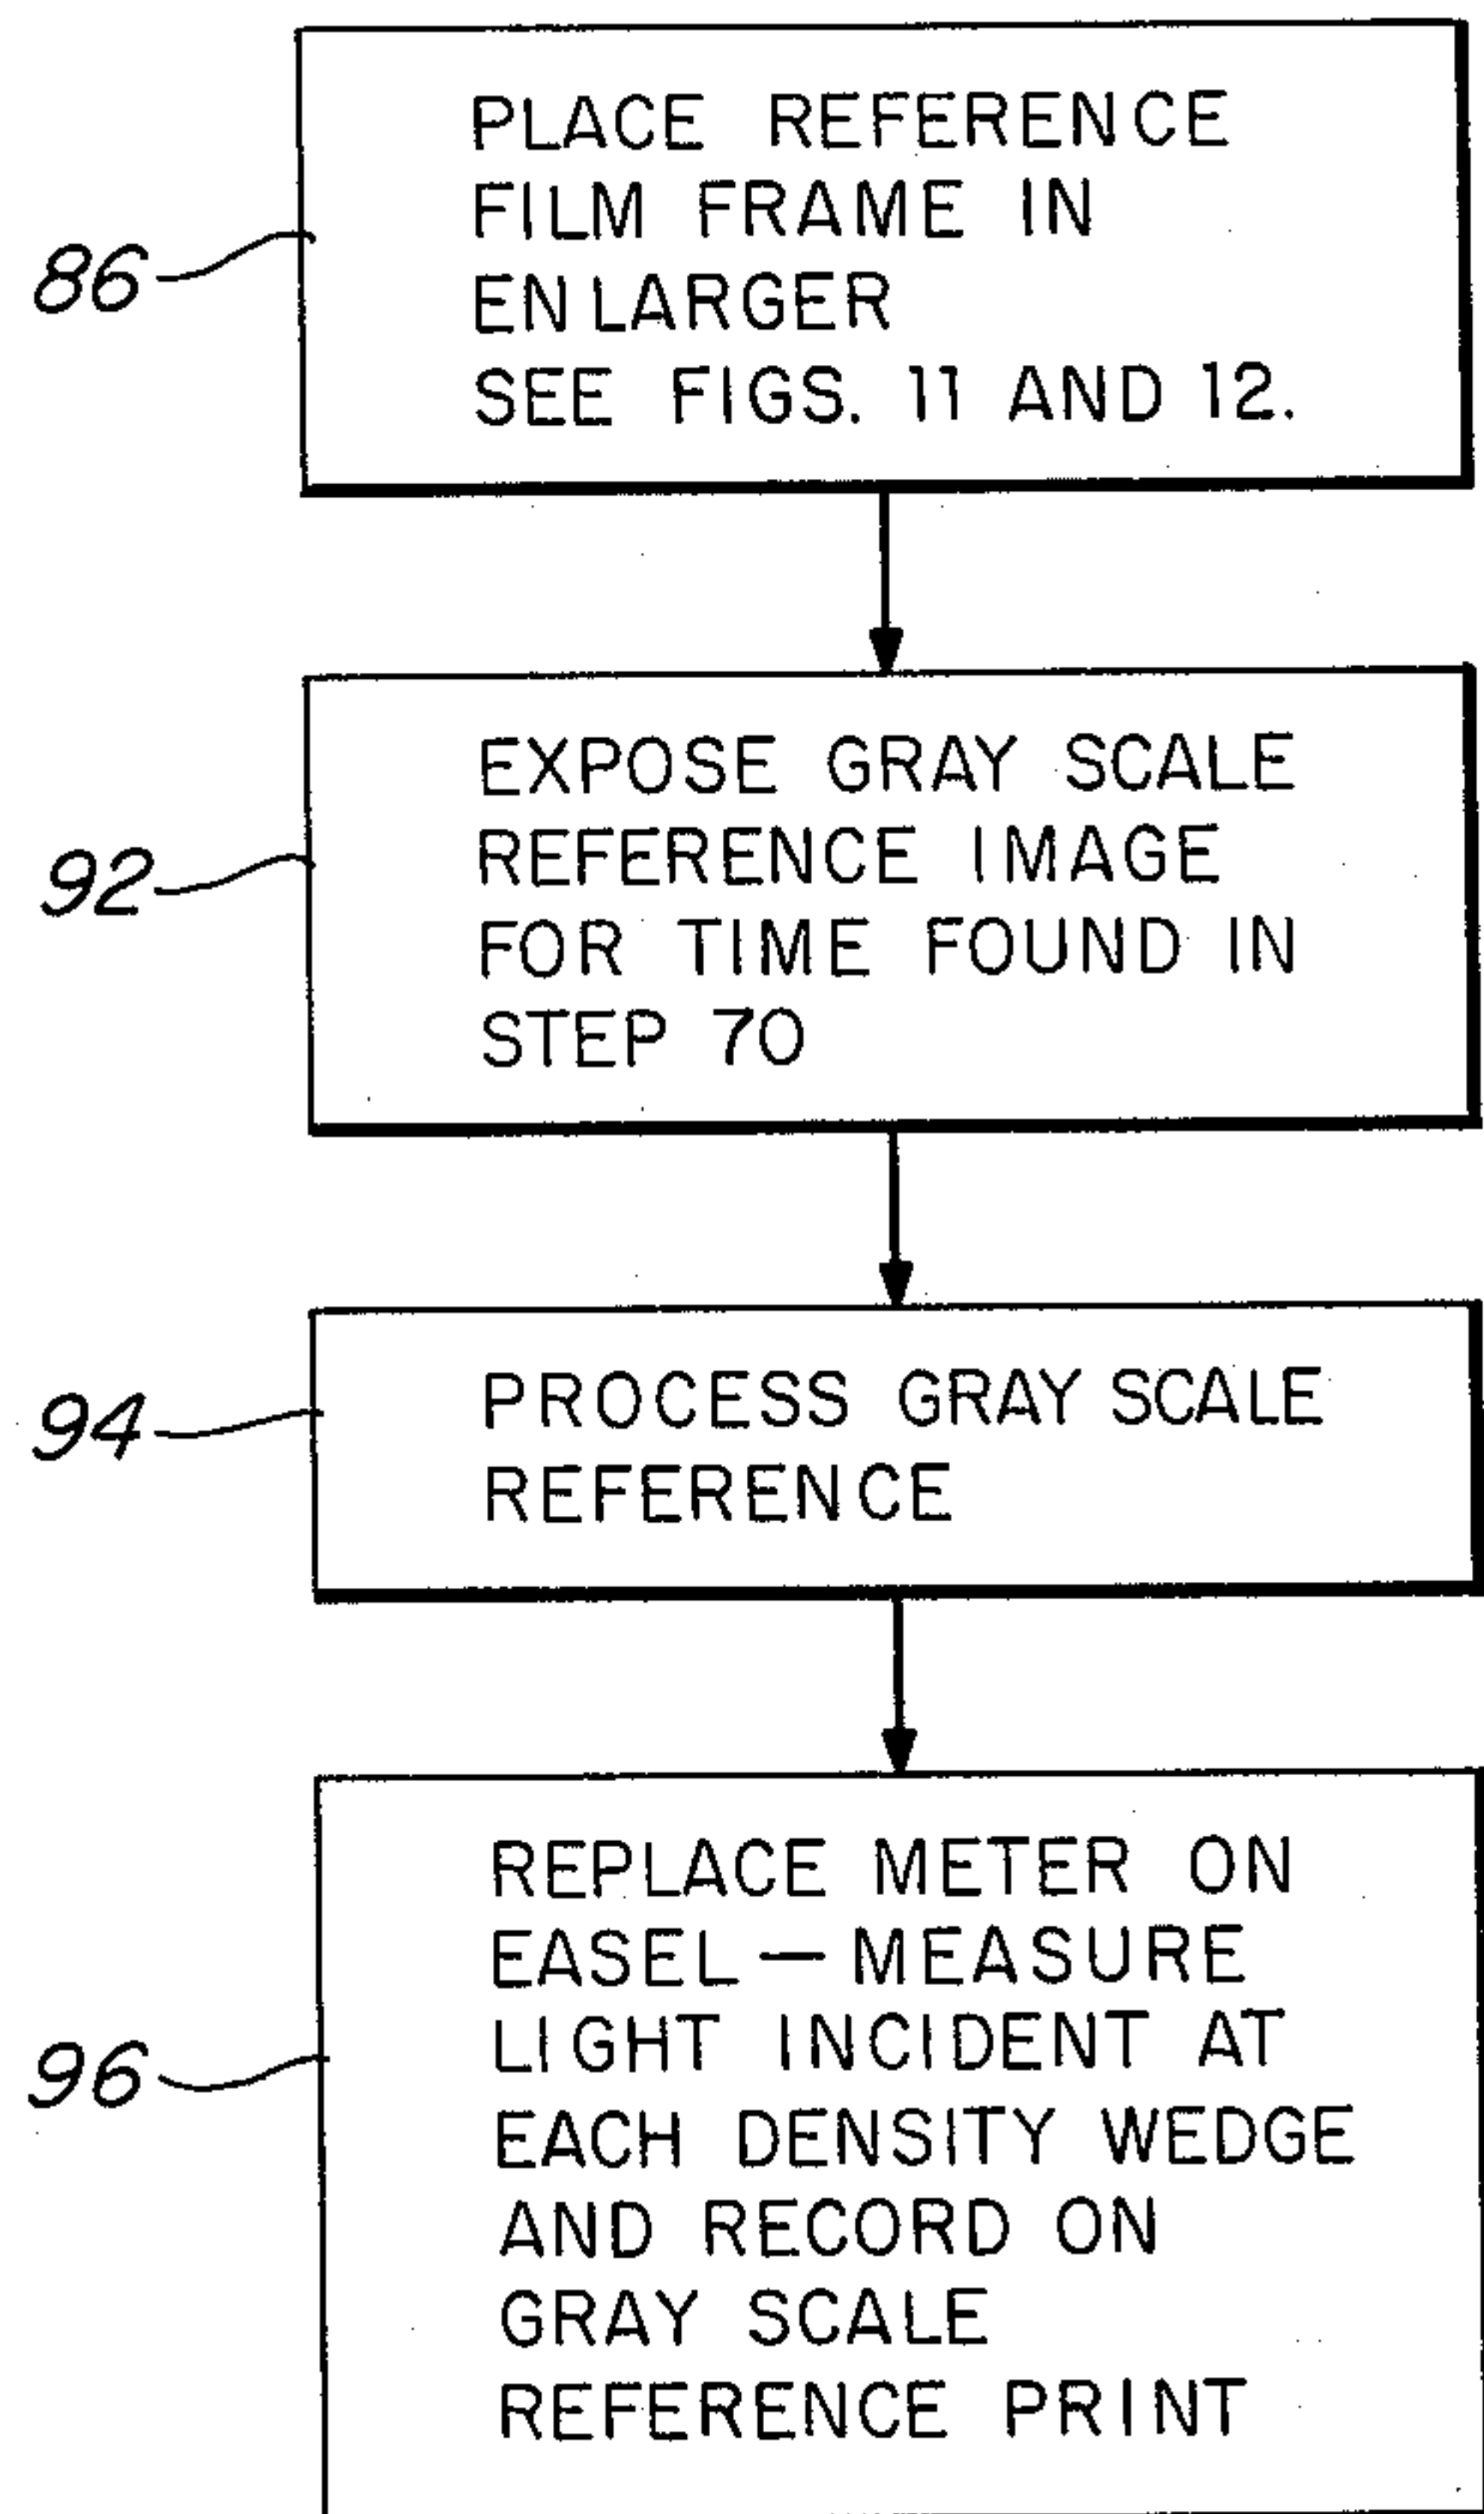 PLACE REFERENCE
FILM FRAME IN
ENLARGER
SEE FIGS. 11 AND 12.
86
EXPOSE GRAY SCALE
REFERENCE IMAGE
FOR TIME FOUND IN
STEP 70
92
PROCESS GRAY SCALE
REFERENCE
94
REPLACE METER ON
EASEL — MEASURE
LIGHT INCIDENT AT
EACH DENSITY WEDGE
AND RECORD ON
GRAY SCALE
REFERENCE PRINT
96